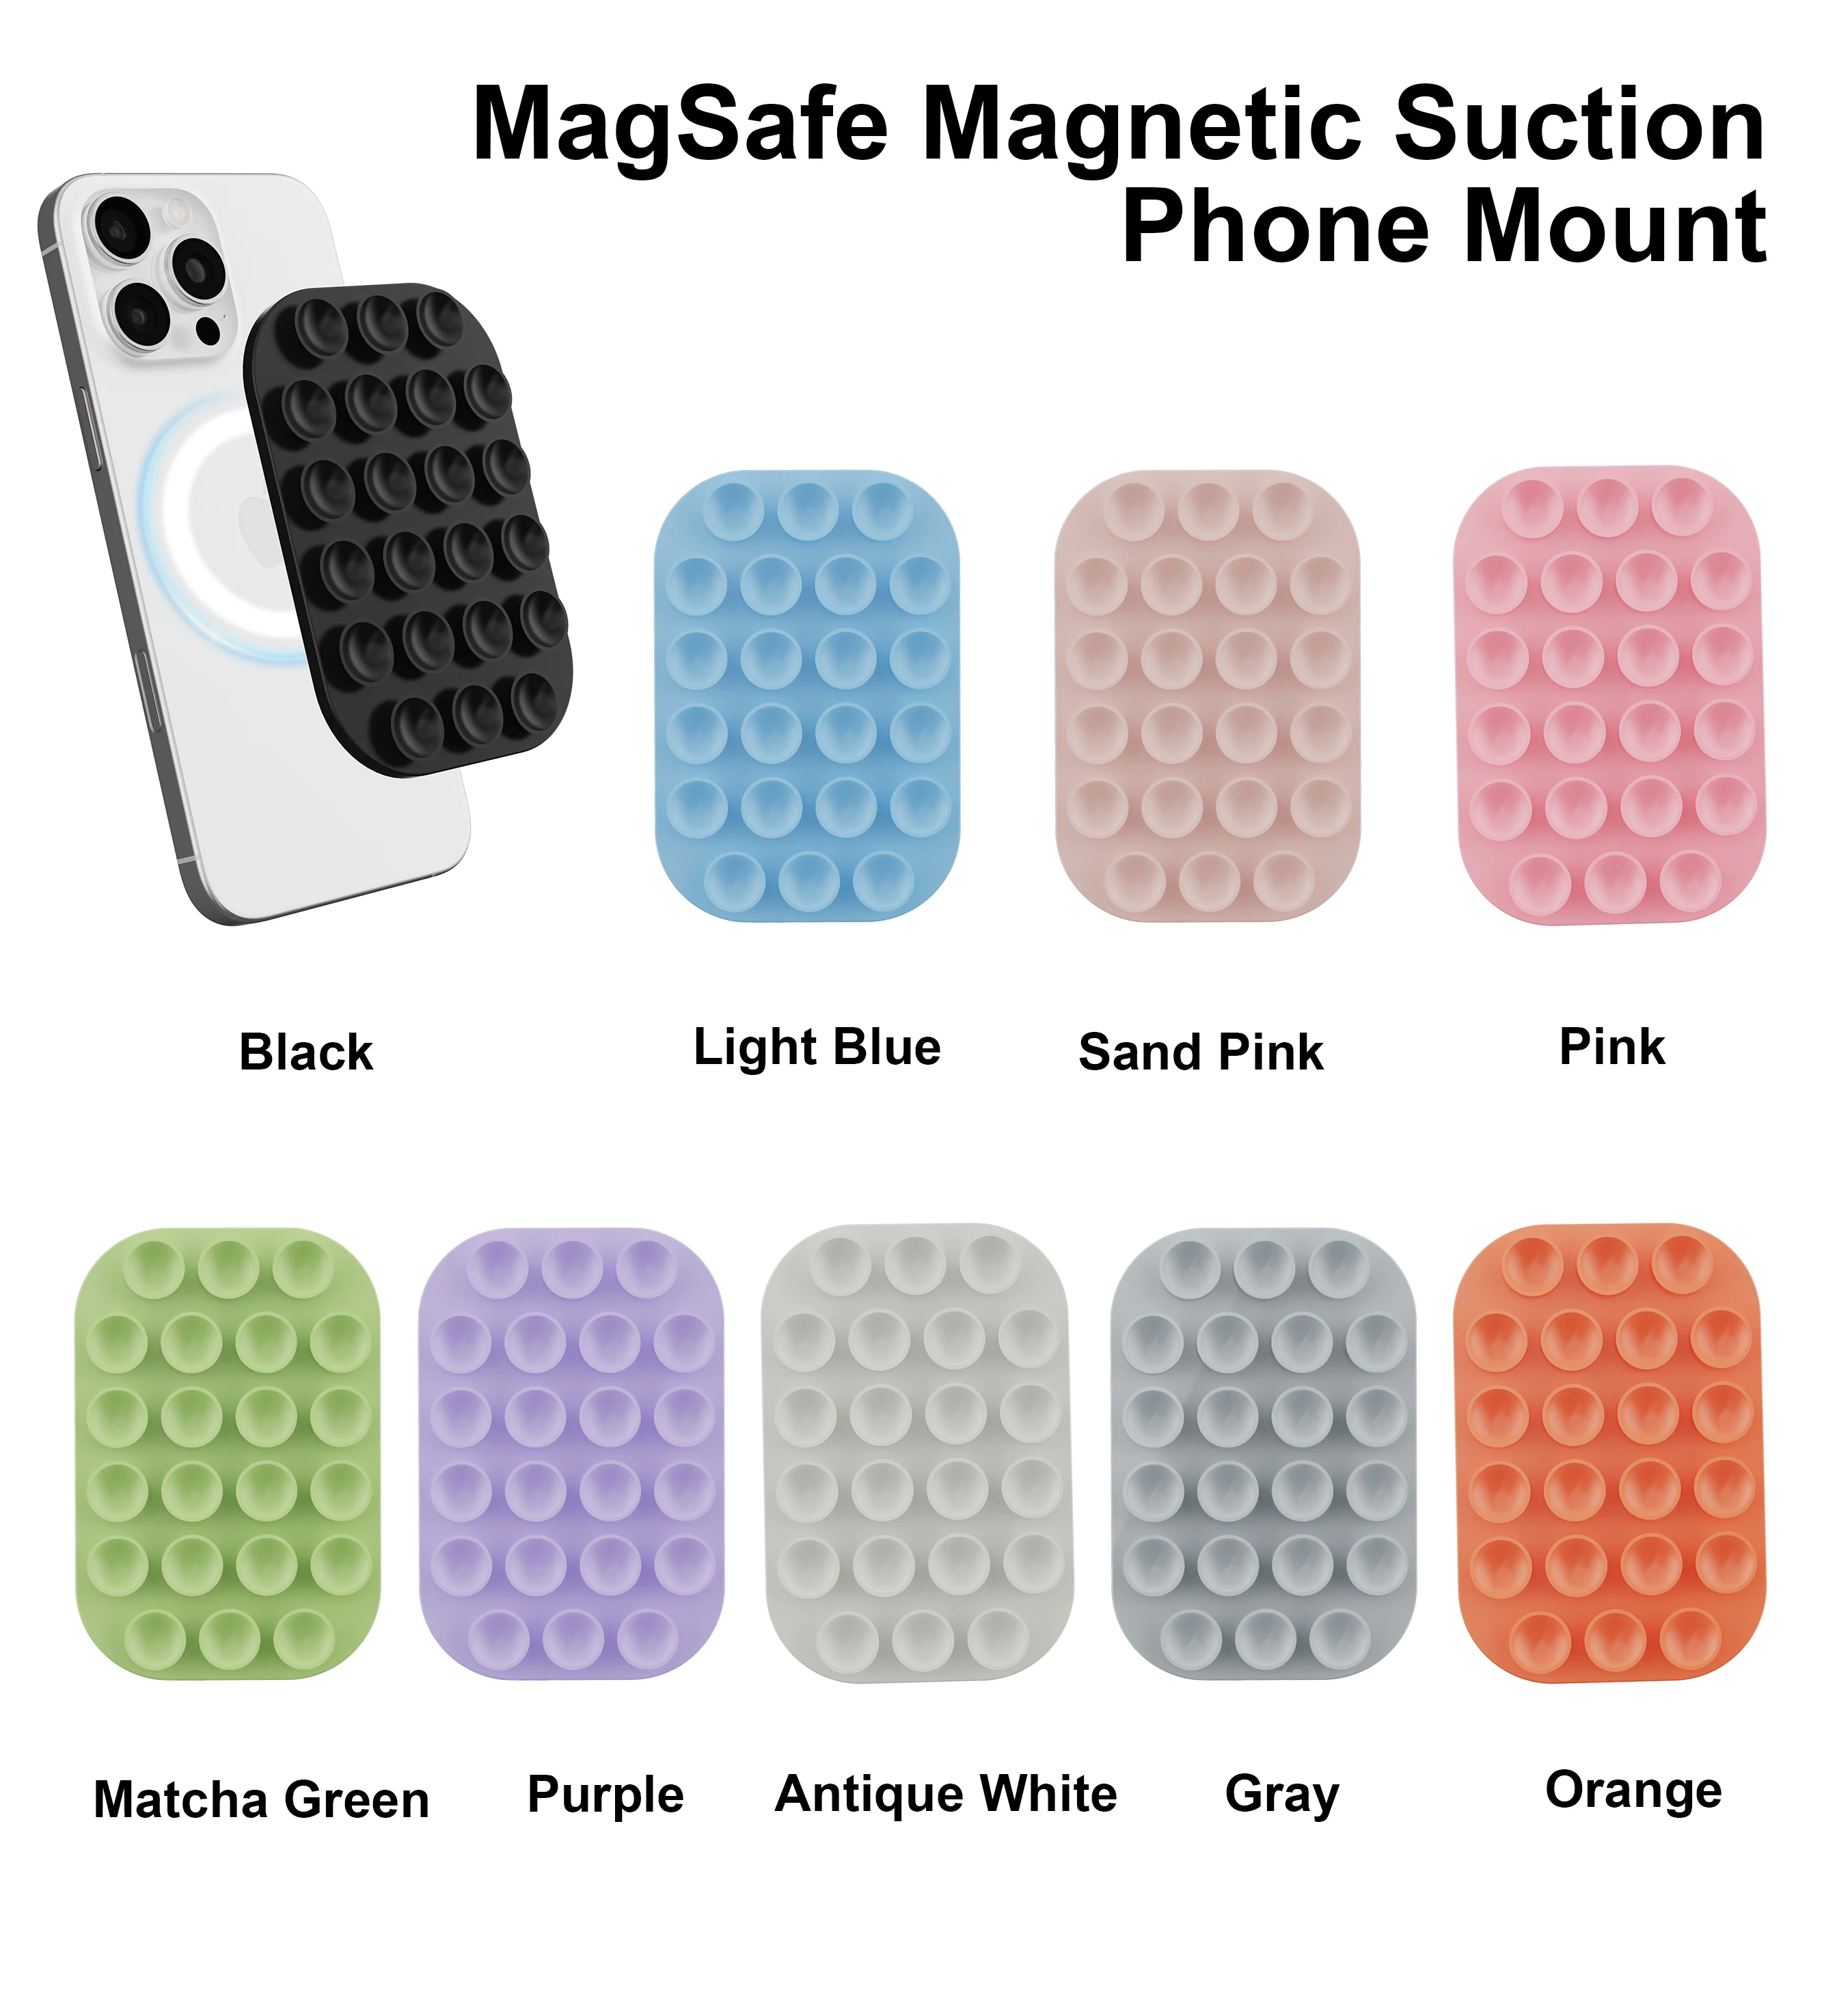 MagSafe Magnetic Suction
Phone Mount
Black
Light Blue
Sand Pink
Pink
Matcha Green
Purple
Antique White
Gray
Orange